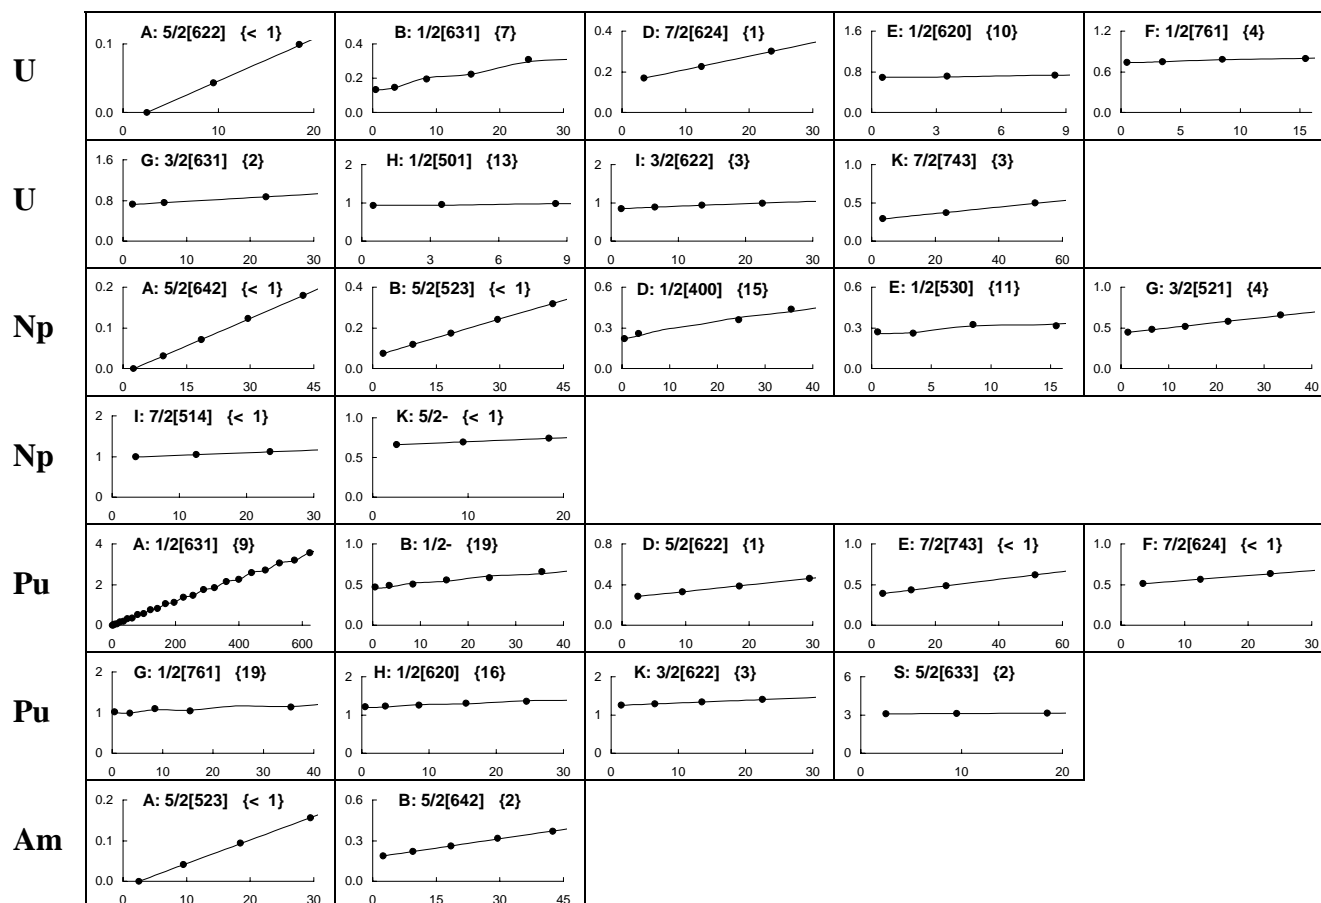 U
A: 5/2[622] {< 1}
0.1
0.0
0 10 20
B: 1/2[631] {7}
0.4
0.2
0.0
0 10 20 30
D: 7/2[624] {1}
0.4
0.2
0.0
0 10 20 30
E: 1/2[620] {10}
1.6
0.8
0.0
0 3 6 9
F: 1/2[761] {4}
1.2
0.6
0.0
0 5 10 15
U
G: 3/2[631] {2}
1.6
0.8
0.0
0 10 20 30
H: 1/2[501] {13}
2
1
0
0 3 6 9
I: 3/2[622] {3}
2
1
0
0 10 20 30
K: 7/2[743] {3}
1.0
0.5
0.0
0 20 40 60
Np
A: 5/2[642] {< 1}
0.2
0.1
0.0
0 15 30 45
B: 5/2[523] {< 1}
0.4
0.2
0.0
0 15 30 45
D: 1/2[400] {15}
0.6
0.3
0.0
0 10 20 30 40
E: 1/2[530] {11}
0.6
0.3
0.0
0 5 10 15
G: 3/2[521] {4}
1.0
0.5
0.0
0 10 20 30 40
Np
I: 7/2[514] {< 1}
2
1
0
0 10 20 30
K: 5/2- {< 1}
1.0
0.5
0.0
0 10 20
Pu
A: 1/2[631] {9}
4
2
0
0 200 400 600
B: 1/2- {19}
1.0
0.5
0.0
0 10 20 30 40
D: 5/2[622] {1}
0.8
0.4
0.0
0 10 20 30
E: 7/2[743] {< 1}
1.0
0.5
0.0
0 20 40 60
F: 7/2[624] {< 1}
1.0
0.5
0.0
0 10 20 30
Pu
G: 1/2[761] {19}
2
1
0
0 10 20 30 40
H: 1/2[620] {16}
2
1
0
0 10 20 30
K: 3/2[622] {3}
2
1
0
0 10 20 30
S: 5/2[633] {2}
6
3
0
0 10 20
Am
A: 5/2[523] {< 1}
0.2
0.1
0.0
0 10 20 30
B: 5/2[642] {2}
0.6
0.3
0.0
0 15 30 45